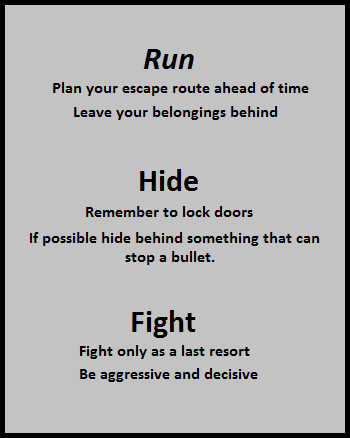 Run
Plan your escape route ahead of time
Leave your belongings behind
Hide
Remember to lock doors
If possible hide behind something that can
stop a bullet.
Fight
Fight only as a last resort
Be aggressive and decisive